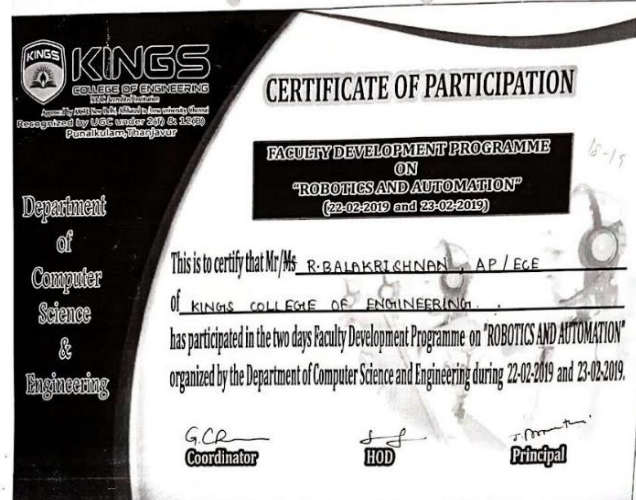 KINGS
KINGS
COLLEGE OF ENGINEERING
Recognized by UGC under 2(f) & 12(B)
Punalkulam,Thanjavur
Department
of
Computer
Science
&
Engineering
CERTIFICATE OF PARTICIPATION
FACULTY DEVELOPMENT PROGRAMME
ON
"ROBOTICS AND AUTOMATION"
(22-02-2019 and 23-02-2019)
18-19
This is to certify that Mr/Ms R.BALAKRISHNAN, AP/ECE
of KINGS COLLEGE OF ENGINEERING.
has participated in the two days Faculty Development Programme on "ROBOTICS AND AUTOMATION"
organized by the Department of Computer Science and Engineering during 22-02-2019 and 23-02-2019.
Coordinator
HOD
Principal